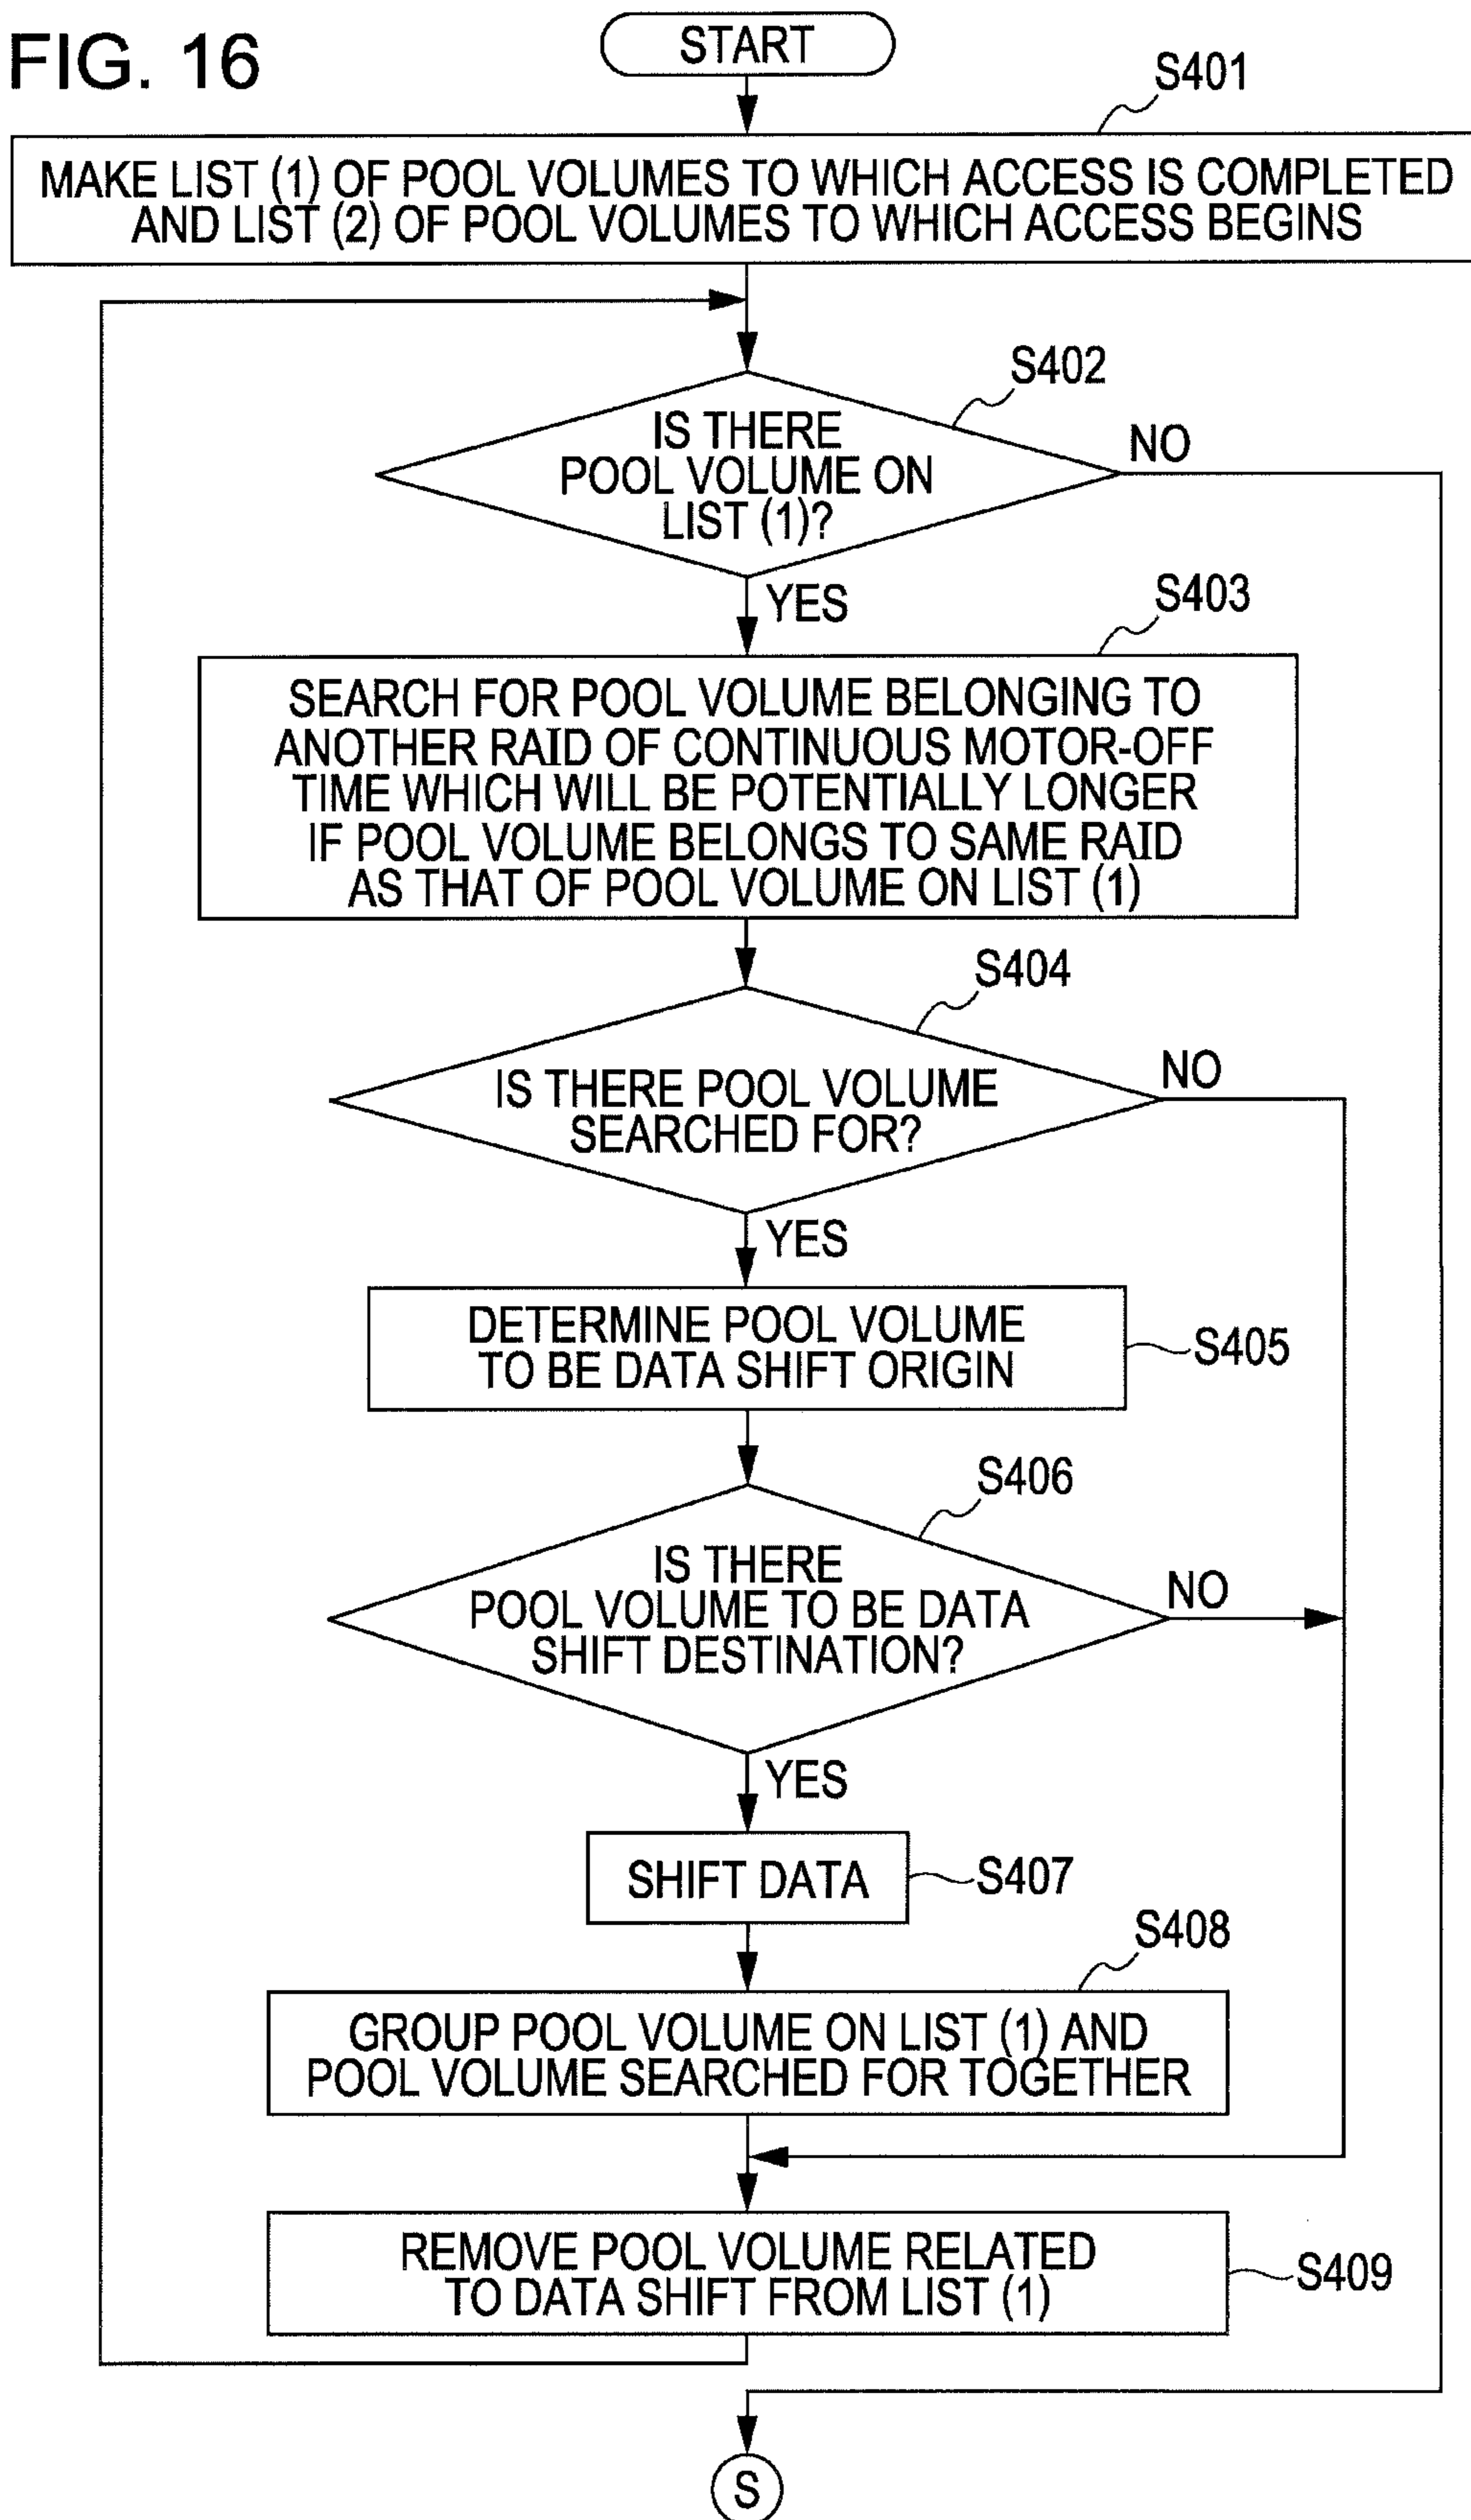 FIG. 16
START
S401
MAKE LIST (1) OF POOL VOLUMES TO WHICH ACCESS IS COMPLETED
AND LIST (2) OF POOL VOLUMES TO WHICH ACCESS BEGINS
S402
IS THERE
POOL VOLUME ON
LIST (1)?
NO
YES
S403
SEARCH FOR POOL VOLUME BELONGING TO
ANOTHER RAID OF CONTINUOUS MOTOR-OFF
TIME WHICH WILL BE POTENTIALLY LONGER
IF POOL VOLUME BELONGS TO SAME RAID
AS THAT OF POOL VOLUME ON LIST (1)
S404
IS THERE POOL VOLUME
SEARCHED FOR?
NO
YES
DETERMINE POOL VOLUME
TO BE DATA SHIFT ORIGIN
S405
S406
IS THERE
POOL VOLUME TO BE DATA
SHIFT DESTINATION?
NO
YES
SHIFT DATA
S407
S408
GROUP POOL VOLUME ON LIST (1) AND
POOL VOLUME SEARCHED FOR TOGETHER
REMOVE POOL VOLUME RELATED
TO DATA SHIFT FROM LIST (1)
S409
S